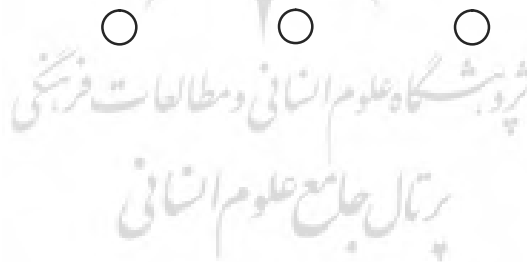 پژوهشگاه علوم انسانی و مطالعات فرهنگی
پرتال جامع علوم انسانی